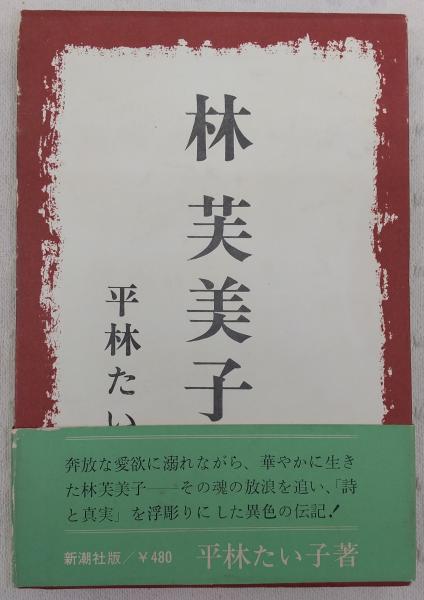 林芙美子
平林たい
奔放な愛欲に溺れながら、華やかに生き
た林芙美子――その魂の放浪を追い、「詩
と真実」を浮彫りにした異色の伝記!
新潮社版/￥480 平林たい子著